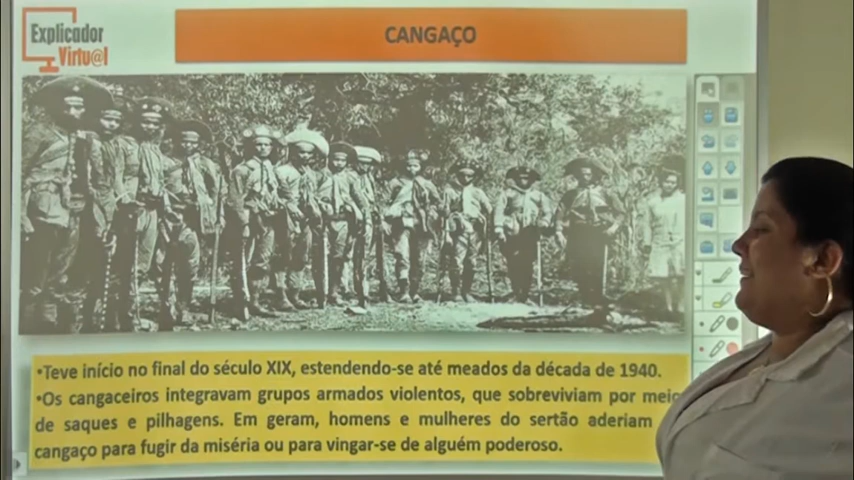 Explicador
Virtu@l
CANGAÇO
•Teve início no final do século XIX, estendendo-se até meados da década de 1940.
•Os cangaceiros integravam grupos armados violentos, que sobreviviam por meio
de saques e pilhagens. Em geram, homens e mulheres do sertão aderiam
cangaço para fugir da miséria ou para vingar-se de alguém poderoso.